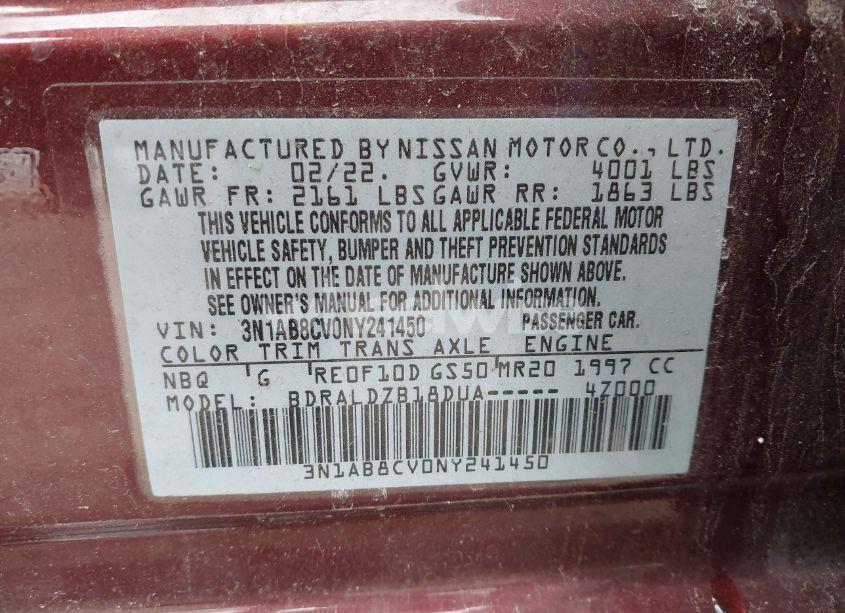 MANUFACTURED BY NISSAN MOTOR CO., LTD.
DATE: 02/22. GVWR: 4001 LBS
GAWR FR: 2161 LBS GAWR RR: 1863 LBS
THIS VEHICLE CONFORMS TO ALL APPLICABLE FEDERAL MOTOR
VEHICLE SAFETY, BUMPER AND THEFT PREVENTION STANDARDS
IN EFFECT ON THE DATE OF MANUFACTURE SHOWN ABOVE.
SEE OWNER'S MANUAL FOR ADDITIONAL INFORMATION.
VIN: 3N1AB8CV0NY241450 PASSENGER CAR.
COLOR TRIM TRANS AXLE ENGINE
NBQ G RE0F10D GS50 MR20 1997 CC
MODEL: BDRALDZB18DUA----- 4Z000
3N1AB8CV0NY241450